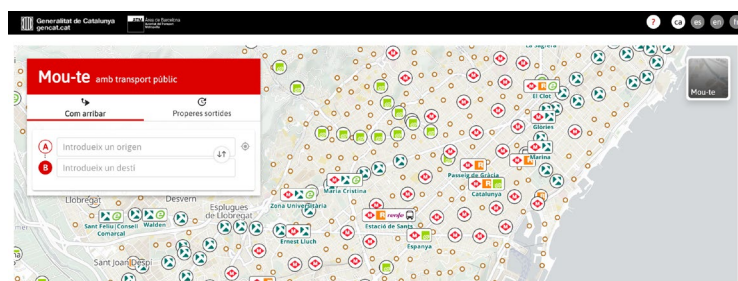 Generalitat de Catalunya
gencat.cat
atm Àrea de Barcelona
?
ca
es
en
Mou-te amb transport públic
Com arribar
Properes sortides
A
Introdueix un origen
B
Introdueix un destí
Mou-te
la Sagrera
El Clot
Glòries
Marina
Passeig de Gràcia
Catalunya
Maria Cristina
Zona Universitària
renfe
Estació de Sants
Espanya
Ernest Lluch
Llobregat
Desvern
Esplugues
de Llobregat
Sant Feliu|Consell
Comarcal
Walden
Sant Joan Despí